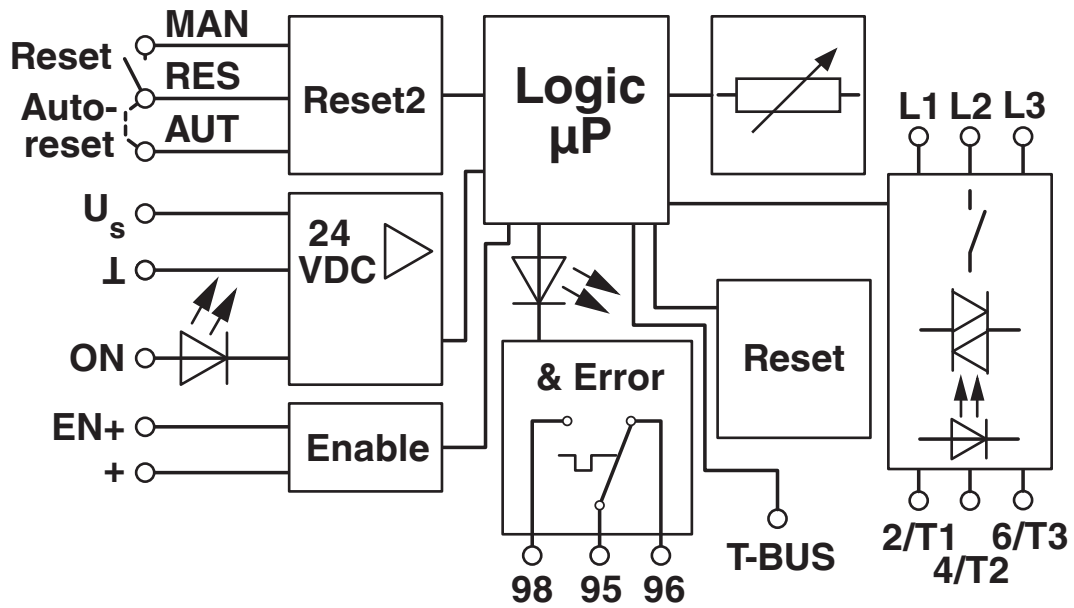 MAN
Reset
RES
Auto-
reset
AUT
Reset2
Logic
µP
L1 L2 L3
Us
⊥
24
VDC
ON
EN+
+
Enable
& Error
Reset
98 95 96
T-BUS
2/T1 6/T3
4/T2